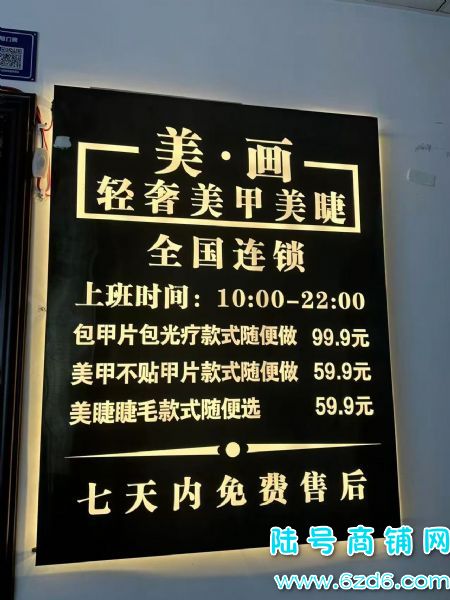 美·画
轻奢美甲美睫
全国连锁
上班时间：10:00-22:00
包甲片包光疗款式随便做 99.9元
美甲不贴甲片款式随便做 59.9元
美睫睫毛款式随便选 59.9元
七天内免费售后
陆号商铺网
www.6zd6.com